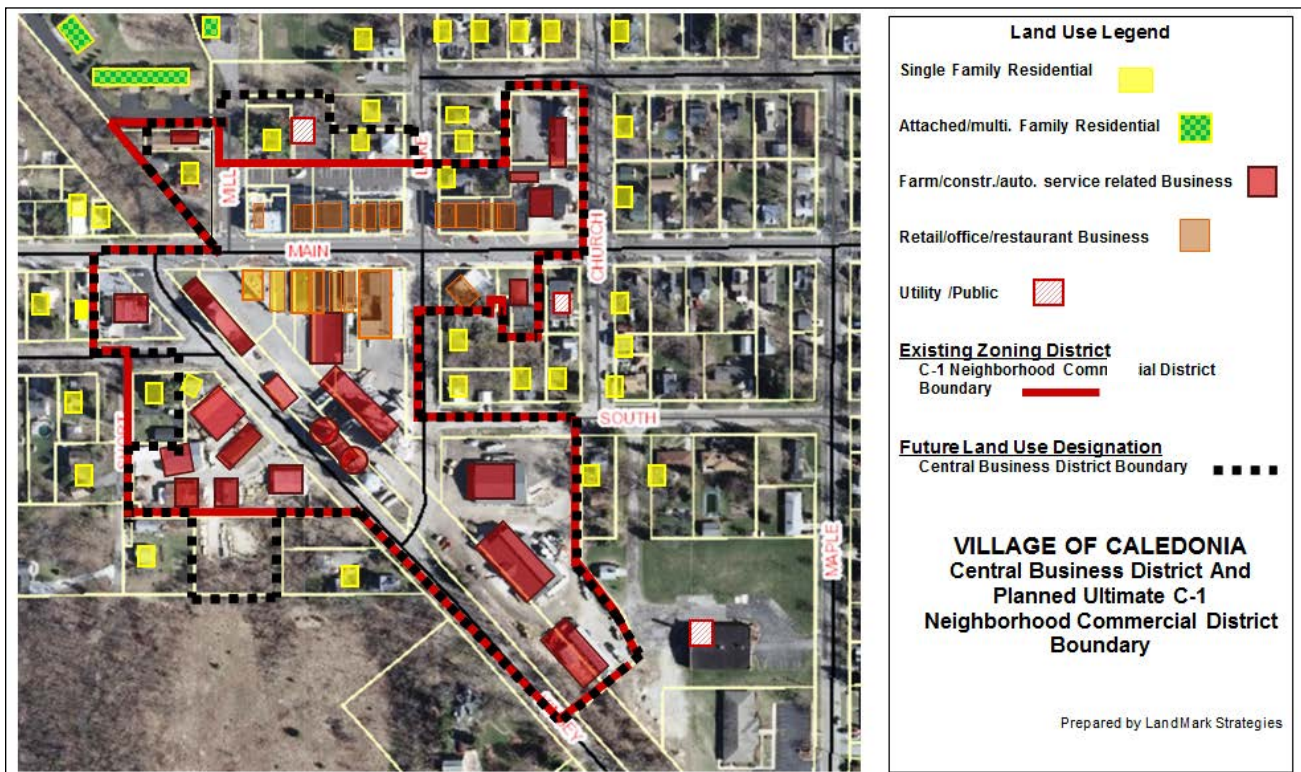 Land Use Legend
Single Family Residential
Attached/multi. Family Residential
Farm/constr./auto. service related Business
Retail/office/restaurant Business
Utility /Public
Existing Zoning District
C-1 Neighborhood Comm ial District
Boundary
Future Land Use Designation
Central Business District Boundary
VILLAGE OF CALEDONIA
Central Business District And
Planned Ultimate C-1
Neighborhood Commercial District
Boundary
Prepared by LandMark Strategies
MILL
MAIN
CHURCH
SOUTH
MAPLE